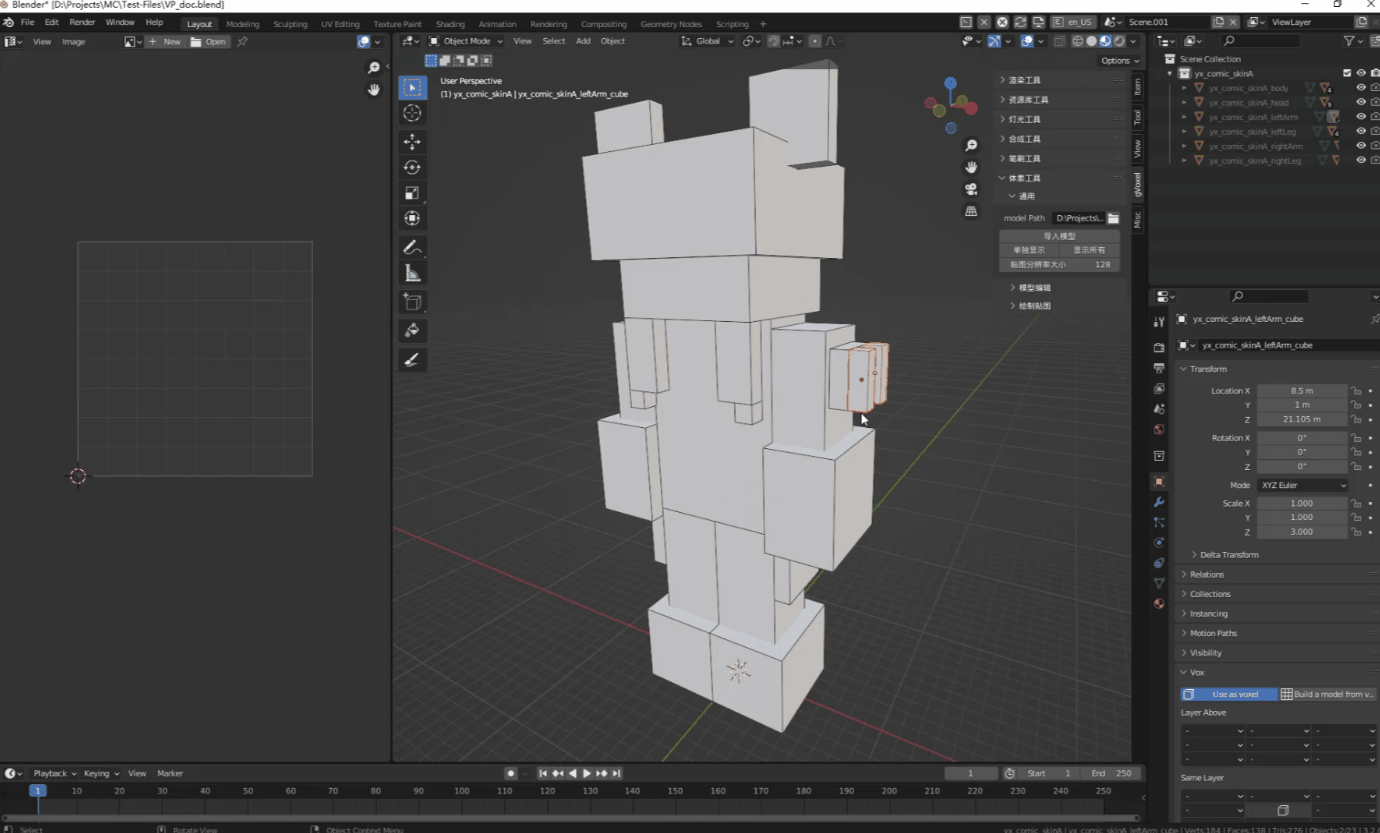 Blender* [D:\Projects\MC\Test-Files\VP_doc.blend]
File Edit Render Window Help Layout Modeling Sculpting UV Editing Texture Paint Shading Animation Rendering Compositing Geometry Nodes Scripting + en_US Scene.001 ViewLayer
View Image New Open
Object Mode View Select Add Object Global
Options
User Perspective
(1) yx_comic_skinA | yx_comic_skinA_leftArm_cube
渲染工具
资源库工具
灯光工具
合成工具
笔刷工具
体素工具
通用
model Path D:\Projects\...
导入模型
单独显示 显示所有
贴图分辨率大小 128
模型编辑
绘制贴图
Item
Tool
View
gVoxel
Misc
Scene Collection
yx_comic_skinA
yx_comic_skinA_body 4
yx_comic_skinA_head
yx_comic_skinA_leftArm
yx_comic_skinA_leftLeg 4
yx_comic_skinA_rightArm
yx_comic_skinA_rightLeg
yx_comic_skinA_leftArm_cube
yx_comic_skinA_leftArm_cube
Transform
Location X 8.5 m
Y 1 m
Z 21.105 m
Rotation X 0°
Y 0°
Z 0°
Mode XYZ Euler
Scale X 1.000
Y 1.000
Z 3.000
Delta Transform
Relations
Collections
Instancing
Motion Paths
Visibility
Vox
Use as voxel Build a model from v...
Layer Above
Same Layer
Playback Keying View Marker 1 Start 1 End 250
1 10 20 30 40 50 60 70 80 90 100 110 120 130 140 150 160 170 180 190 200 210 220 230 240 250
Select Rotate View Object Context Menu yx_comic_skinA | yx_comic_skinA_leftArm_cube | Verts:184 | Faces:138 | Tris:276 | Objects:2/23 | 3.2